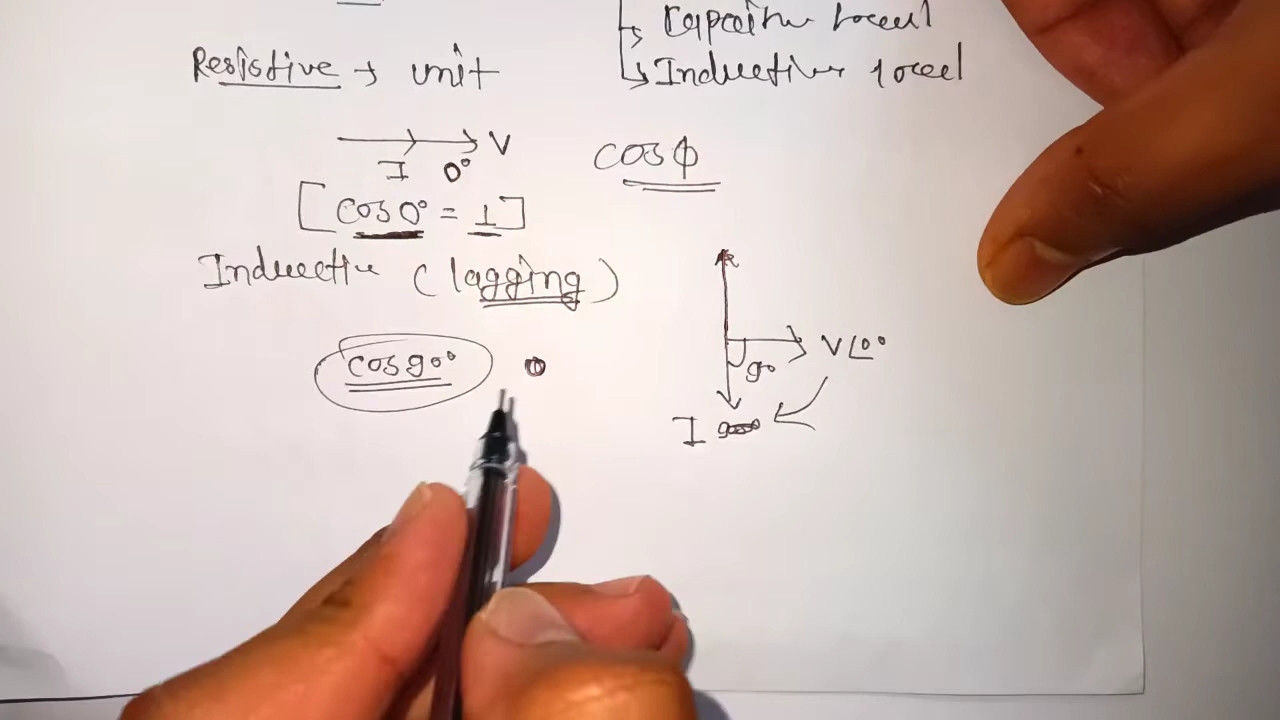 Capacitive load
Resistive → unit
Inductive load
I 0° V
cos φ
[cos 0° = 1]
Inductive (lagging)
cos 90° 0
V∠0°
90
I